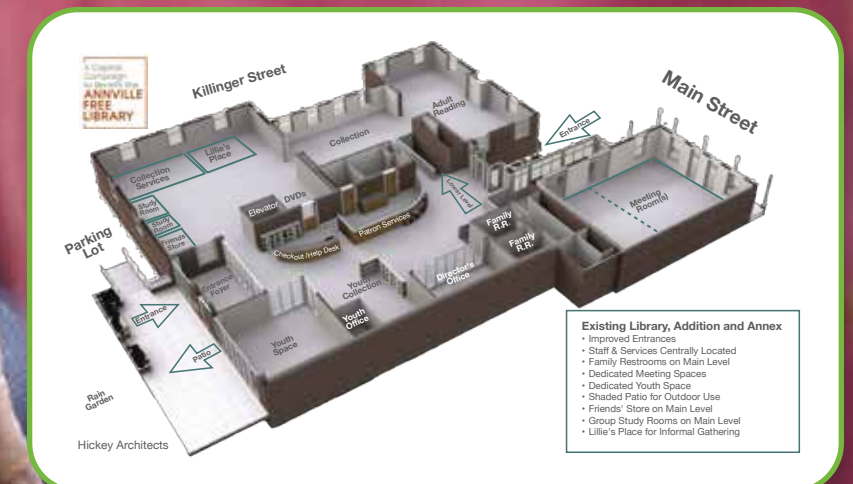 A Capital
Campaign
to Benefit the
ANNVILLE
FREE
LIBRARY
Killinger Street
Main Street
Adult
Reading
Collection
Entrance
Lillie's
Place
Collection
Services
Meeting
Room(s)
Lower Level
DVDs
Elevator
Study
Room
Patron Services
Study
Room
Friends
Store
Family
R.R.
Family
R.R.
Parking
Lot
Checkout /Help Desk
Director's
Office
Entrance
Foyer
Youth
Collection
Youth
Office
Entrance
Youth
Space
Patio
Rain
Garden
Existing Library, Addition and Annex
• Improved Entrances
• Staff & Services Centrally Located
• Family Restrooms on Main Level
• Dedicated Meeting Spaces
• Dedicated Youth Space
• Shaded Patio for Outdoor Use
• Friends' Store on Main Level
• Group Study Rooms on Main Level
• Lillie's Place for Informal Gathering
Hickey Architects